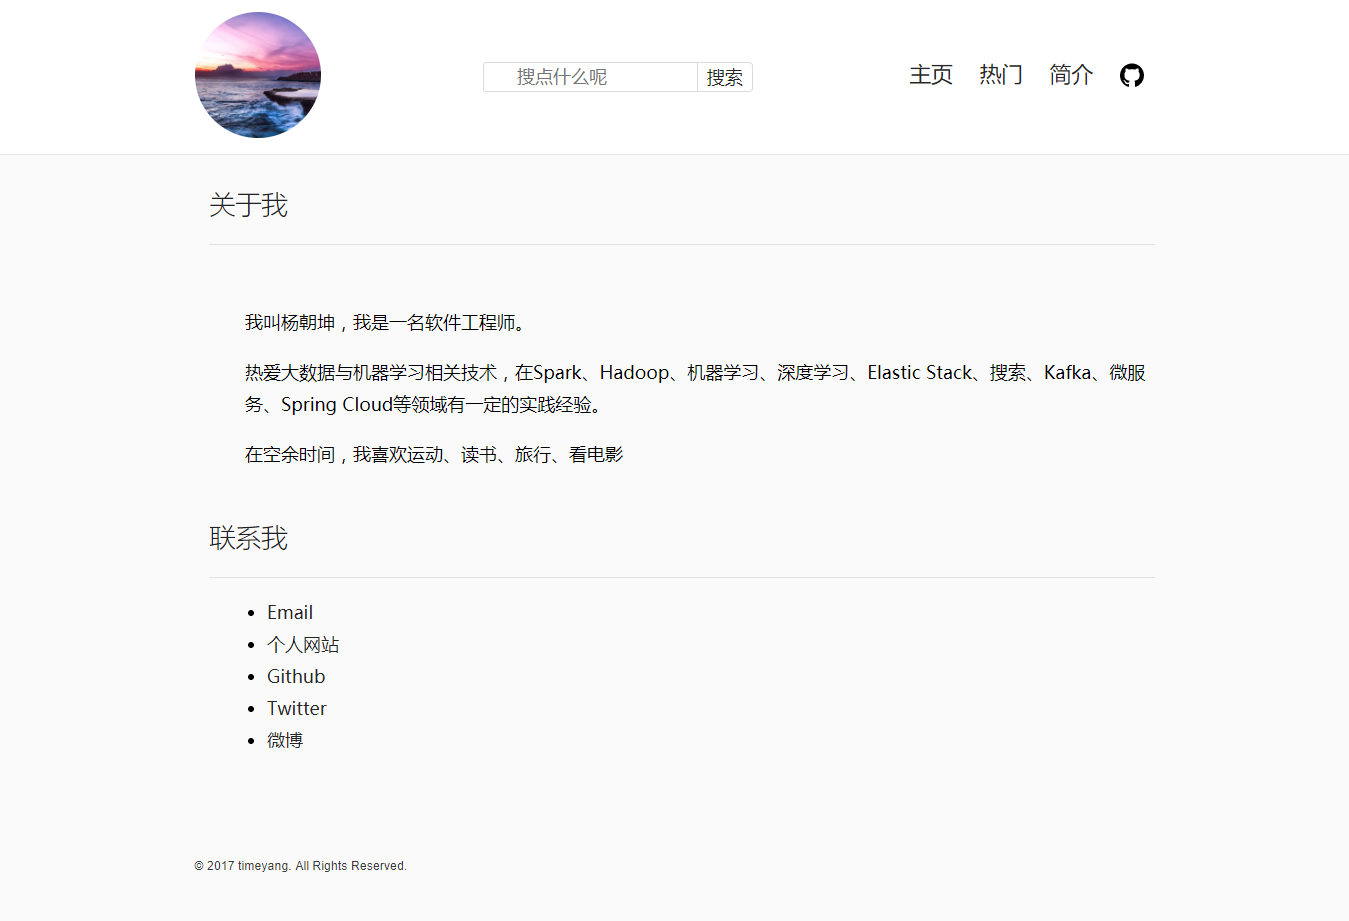 搜点什么呢 搜索 主页 热门 简介
关于我
我叫杨朝坤，我是一名软件工程师。
热爱大数据与机器学习相关技术，在Spark、Hadoop、机器学习、深度学习、Elastic Stack、搜索、Kafka、微服
务、Spring Cloud等领域有一定的实践经验。
在空余时间，我喜欢运动、读书、旅行、看电影
联系我
• Email
• 个人网站
• Github
• Twitter
• 微博
© 2017 timeyang. All Rights Reserved.